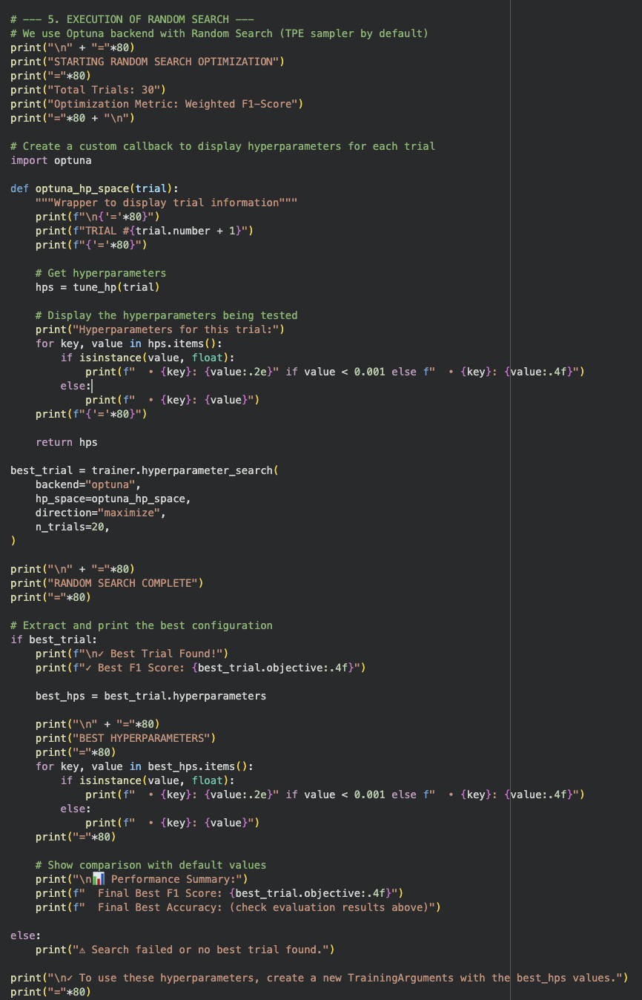 # --- 5. EXECUTION OF RANDOM SEARCH ---
# We use Optuna backend with Random Search (TPE sampler by default)
print("\n" + "="*80)
print("STARTING RANDOM SEARCH OPTIMIZATION")
print("="*80)
print("Total Trials: 30")
print("Optimization Metric: Weighted F1-Score")
print("="*80 + "\n")

# Create a custom callback to display hyperparameters for each trial
import optuna

def optuna_hp_space(trial):
    """Wrapper to display trial information"""
    print(f"\n{'='*80}")
    print(f"TRIAL #{trial.number + 1}")
    print(f"{'='*80}")

    # Get hyperparameters
    hps = tune_hp(trial)

    # Display the hyperparameters being tested
    print("Hyperparameters for this trial:")
    for key, value in hps.items():
        if isinstance(value, float):
            print(f"  • {key}: {value:.2e}" if value < 0.001 else f"  • {key}: {value:.4f}")
        else:
            print(f"  • {key}: {value}")
    print(f"{'='*80}")

    return hps

best_trial = trainer.hyperparameter_search(
    backend="optuna",
    hp_space=optuna_hp_space,
    direction="maximize",
    n_trials=20,
)

print("\n" + "="*80)
print("RANDOM SEARCH COMPLETE")
print("="*80)

# Extract and print the best configuration
if best_trial:
    print(f"\n✓ Best Trial Found!")
    print(f"✓ Best F1 Score: {best_trial.objective:.4f}")

    best_hps = best_trial.hyperparameters

    print("\n" + "="*80)
    print("BEST HYPERPARAMETERS")
    print("="*80)
    for key, value in best_hps.items():
        if isinstance(value, float):
            print(f"  • {key}: {value:.2e}" if value < 0.001 else f"  • {key}: {value:.4f}")
        else:
            print(f"  • {key}: {value}")
    print("="*80)

    # Show comparison with default values
    print("\n📊 Performance Summary:")
    print(f"  Final Best F1 Score: {best_trial.objective:.4f}")
    print(f"  Final Best Accuracy: (check evaluation results above)")

else:
    print("⚠ Search failed or no best trial found.")

print("\n✓ To use these hyperparameters, create a new TrainingArguments with the best_hps values.")
print("="*80)